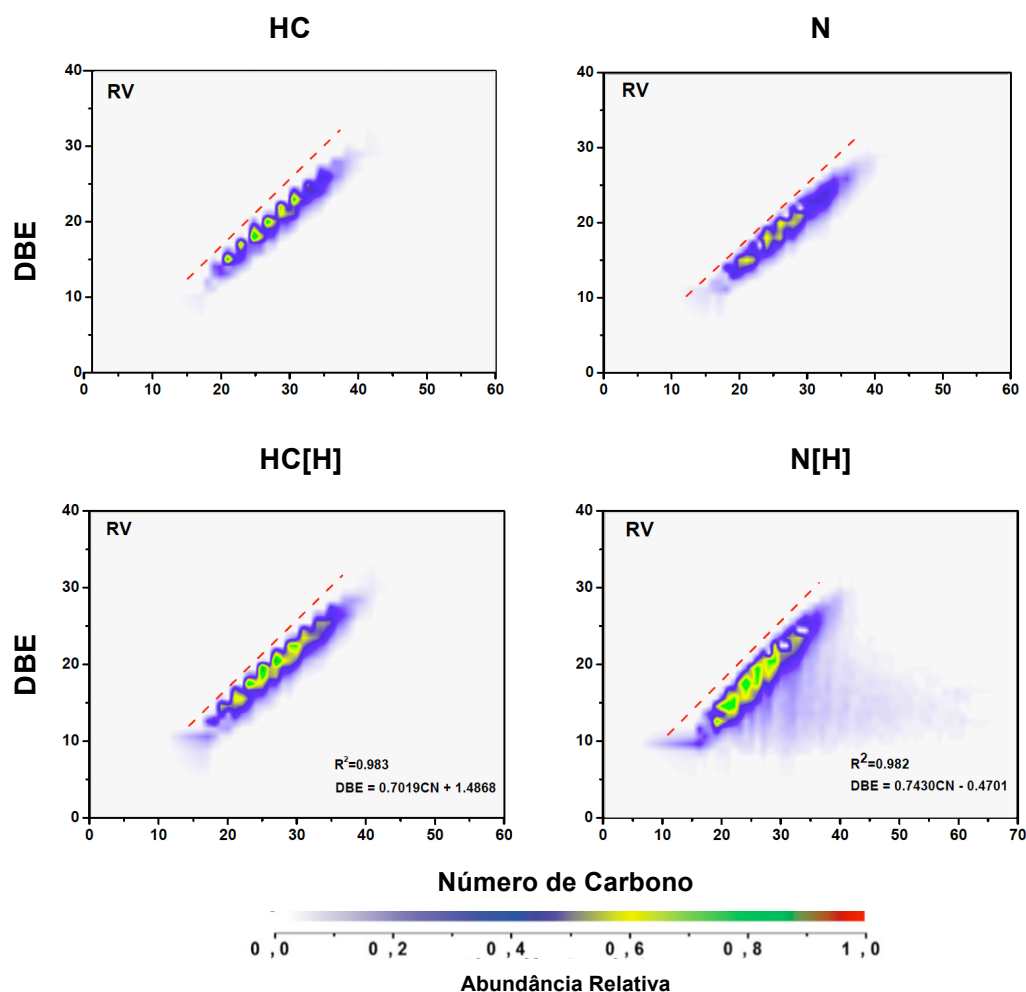 HC
N
40
30
20
10
0
RV
0 10 20 30 40 50 60
40
30
20
10
0
RV
0 10 20 30 40 50 60
DBE
HC[H]
N[H]
40
30
20
10
0
RV
R²=0.983
DBE = 0.7019CN + 1.4868
0 10 20 30 40 50 60
40
30
20
10
0
RV
R²=0.982
DBE = 0.7430CN - 0.4701
0 10 20 30 40 50 60 70
DBE
Número de Carbono
0,0 0,2 0,4 0,6 0,8 1,0
Abundância Relativa